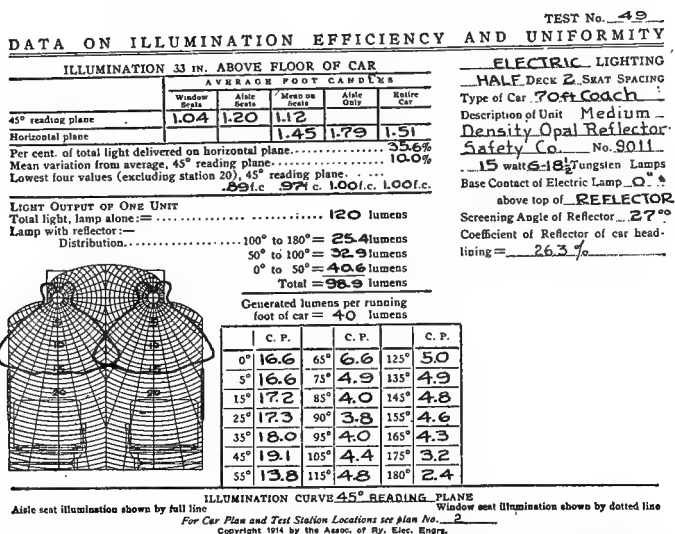 TEST No. 49
DATA ON ILLUMINATION EFFICIENCY AND UNIFORMITY
ILLUMINATION 33 IN. ABOVE FLOOR OF CAR
AVERAGE FOOT CANDLES
Window Seats Aisle Seats Mean on Seats Aisle Only Entire Car
45° reading plane 1.04 1.20 1.12
Horizontal plane 1.45 1.79 1.51
Per cent. of total light delivered on horizontal plane 35.6%
Mean variation from average, 45° reading plane 10.0%
Lowest four values (excluding station 20), 45° reading plane
.89 f.c .97 f c. 1.00 f.c. 1.00 f.c.
ELECTRIC LIGHTING
HALF DECK 2 SEAT SPACING
Type of Car 70 ft Coach
Description of Unit Medium
Density Opal Reflector.
Safety Co. No. 9011
15 watt G-18½ Tungsten Lamps
Base Contact of Electric Lamp 0"
above top of REFLECTOR
Screening Angle of Reflector 27°
Coefficient of Reflector of car head-
lining = 26.3 %
LIGHT OUTPUT OF ONE UNIT
Total light, lamp alone:= 120 lumens
Lamp with reflector:—
Distribution 100° to 180° = 25.4 lumens
50° to 100° = 32.9 lumens
0° to 50° = 40.6 lumens
Total = 98.9 lumens
Generated lumens per running
foot of car = 40 lumens
C. P. C. P. C. P.
0° 16.6 65° 6.6 125° 5.0
5° 16.6 75° 4.9 135° 4.9
15° 17.2 85° 4.0 145° 4.8
25° 17.3 90° 3.8 155° 4.6
35° 18.0 95° 4.0 165° 4.3
45° 19.1 105° 4.4 175° 3.2
55° 13.8 115° 4.8 180° 2.4
15 15
20 20
ILLUMINATION CURVE 45° READING PLANE
Aisle seat illumination shown by full line Window seat illumination shown by dotted line
For Car Plan and Test Station Locations see plan No. 2
Copyright 1914 by the Assoc. of Ry. Elec. Engrs.